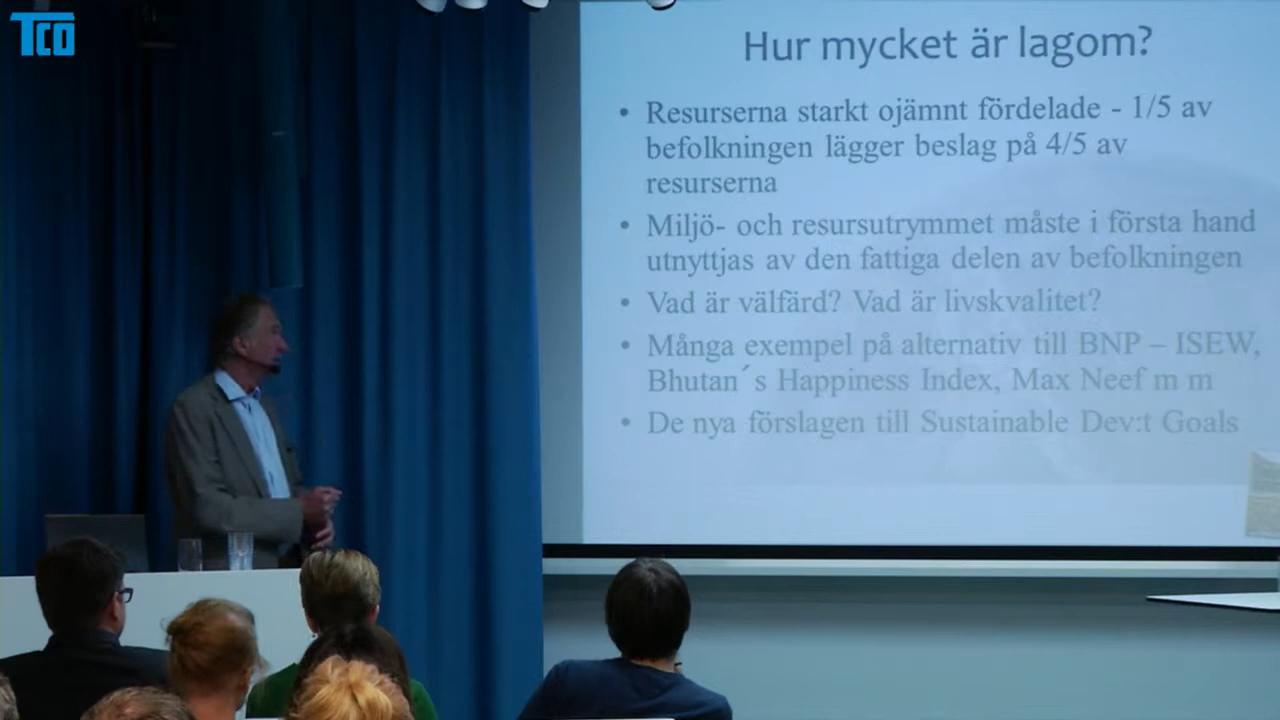 TCO
Hur mycket är lagom?
• Resurserna starkt ojämnt fördelade - 1/5 av
befolkningen lägger beslag på 4/5 av
resurserna
• Miljö- och resursutrymmet måste i första hand
utnyttjas av den fattiga delen av befolkningen
• Vad är välfärd? Vad är livskvalitet?
• Många exempel på alternativ till BNP – ISEW,
Bhutan´s Happiness Index, Max Neef m m
• De nya förslagen till Sustainable Dev:t Goals